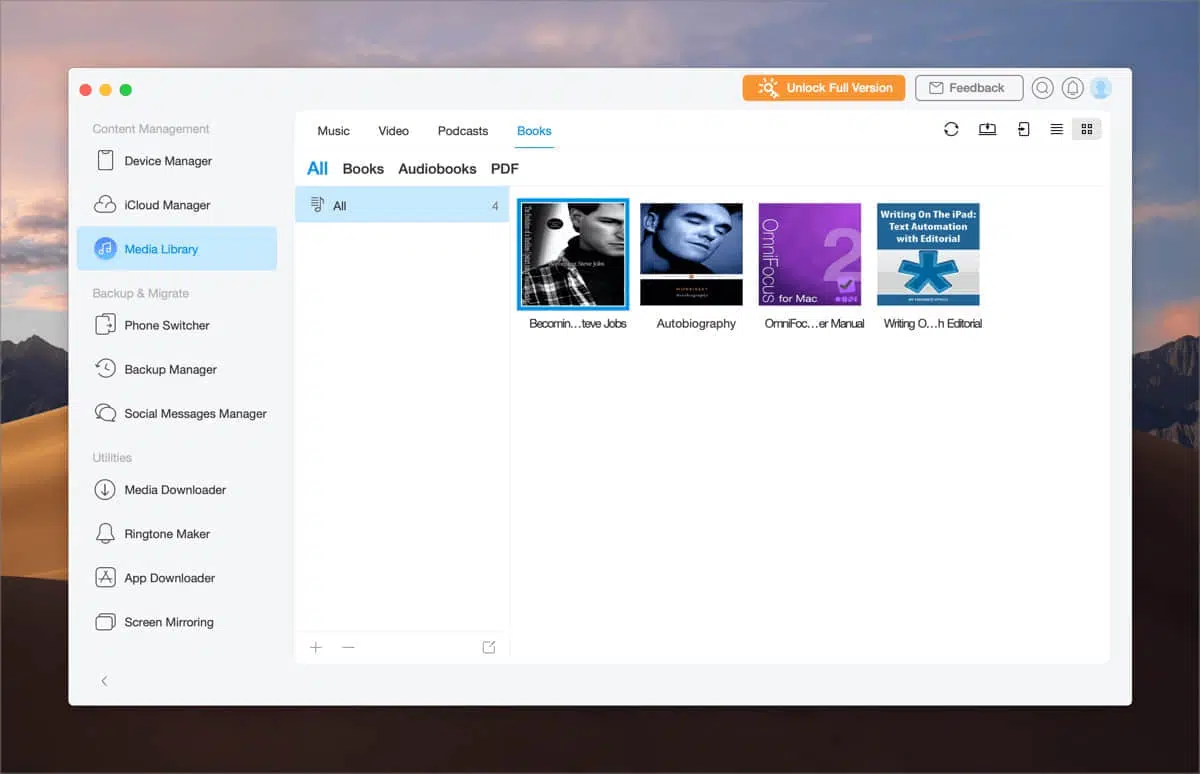 Unlock Full Version
Feedback
Content Management
Device Manager
iCloud Manager
Media Library
Backup & Migrate
Phone Switcher
Backup Manager
Social Messages Manager
Utilities
Media Downloader
Ringtone Maker
App Downloader
Screen Mirroring
Music Video Podcasts Books
All Books Audiobooks PDF
All 4
Becoming Steve Jobs
MORRISSEY
Autobiography
OmniFocus 2
for Mac
Writing On The iPad:
Text Automation
with Editorial
Becomin...teve Jobs
Autobiography
OmniFoc...er Manual
Writing O...h Editorial